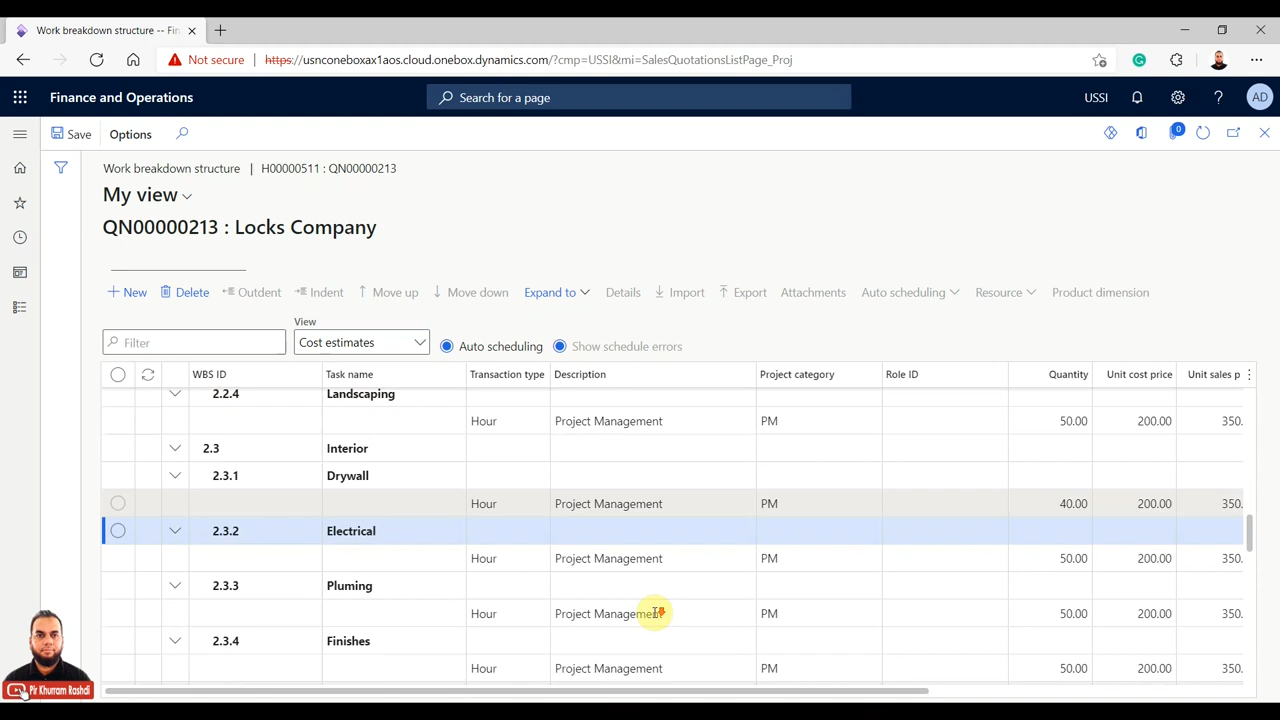 Work breakdown structure -- Fin
Not secure https://usnconeboxax1aos.cloud.onebox.dynamics.com/?cmp=USSI&mi=SalesQuotationsListPage_Proj
Finance and Operations Search for a page USSI AD
Save Options 0
Work breakdown structure | H00000511 : QN00000213
My view
QN00000213 : Locks Company
New Delete Outdent Indent Move up Move down Expand to Details Import Export Attachments Auto scheduling Resource Product dimension
View
Filter Cost estimates Auto scheduling Show schedule errors
WBS ID Task name Transaction type Description Project category Role ID Quantity Unit cost price Unit sales p
2.2.4 Landscaping
Hour Project Management PM 50.00 200.00 350.
2.3 Interior
2.3.1 Drywall
Hour Project Management PM 40.00 200.00 350.
2.3.2 Electrical
Hour Project Management PM 50.00 200.00 350.
2.3.3 Pluming
Hour Project Management PM 50.00 200.00 350.
2.3.4 Finishes
Hour Project Management PM 50.00 200.00 350.
Pir Khurram Rashdi